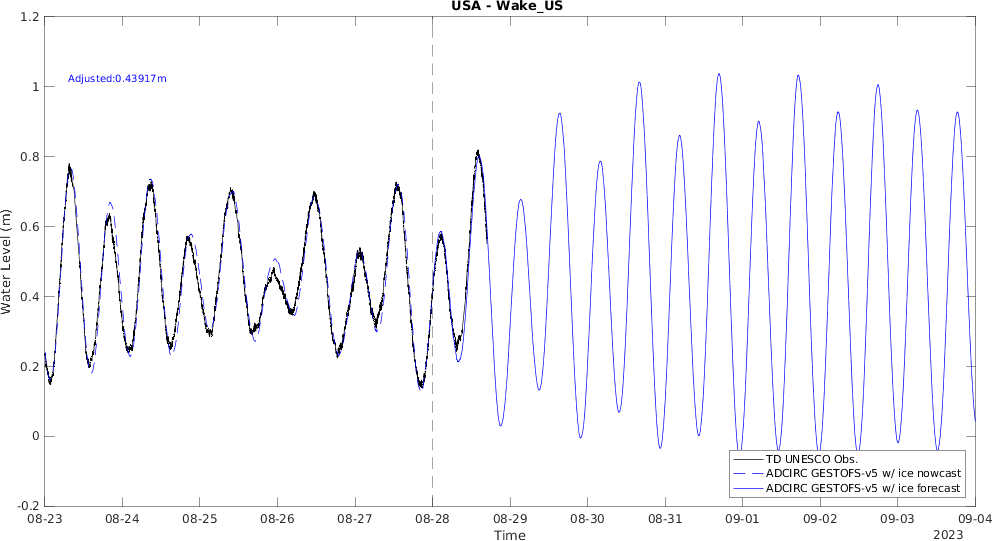 USA - Wake_US
1.2
1
0.8
0.6
0.4
0.2
0
-0.2
Water Level (m)
Adjusted:0.43917m
TD UNESCO Obs.
ADCIRC GESTOFS-v5 w/ ice nowcast
ADCIRC GESTOFS-v5 w/ ice forecast
08-23 08-24 08-25 08-26 08-27 08-28 08-29 08-30 08-31 09-01 09-02 09-03 09-04
Time
2023